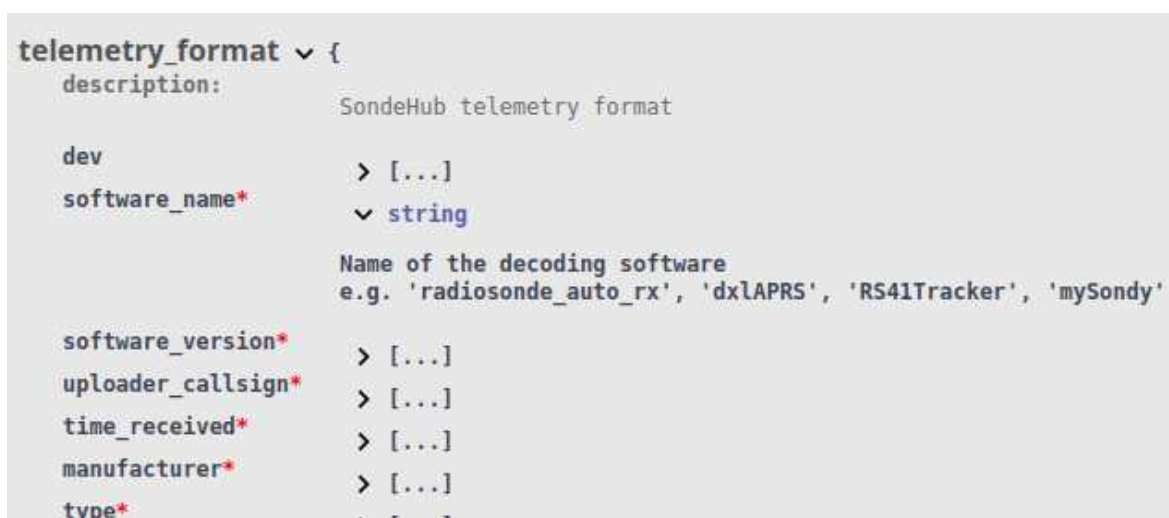 telemetry_format {
description:
SondeHub telemetry format
dev
[...]
software_name*
string
Name of the decoding software
e.g. 'radiosonde_auto_rx', 'dxlAPRS', 'RS41Tracker', 'mySondy'
software_version*
[...]
uploader_callsign*
[...]
time_received*
[...]
manufacturer*
[...]
type*